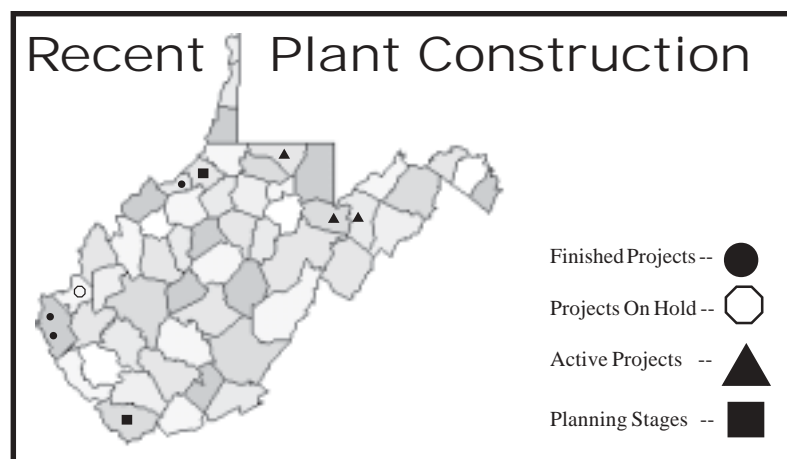 Recent Plant Construction
Finished Projects --
Projects On Hold --
Active Projects --
Planning Stages --